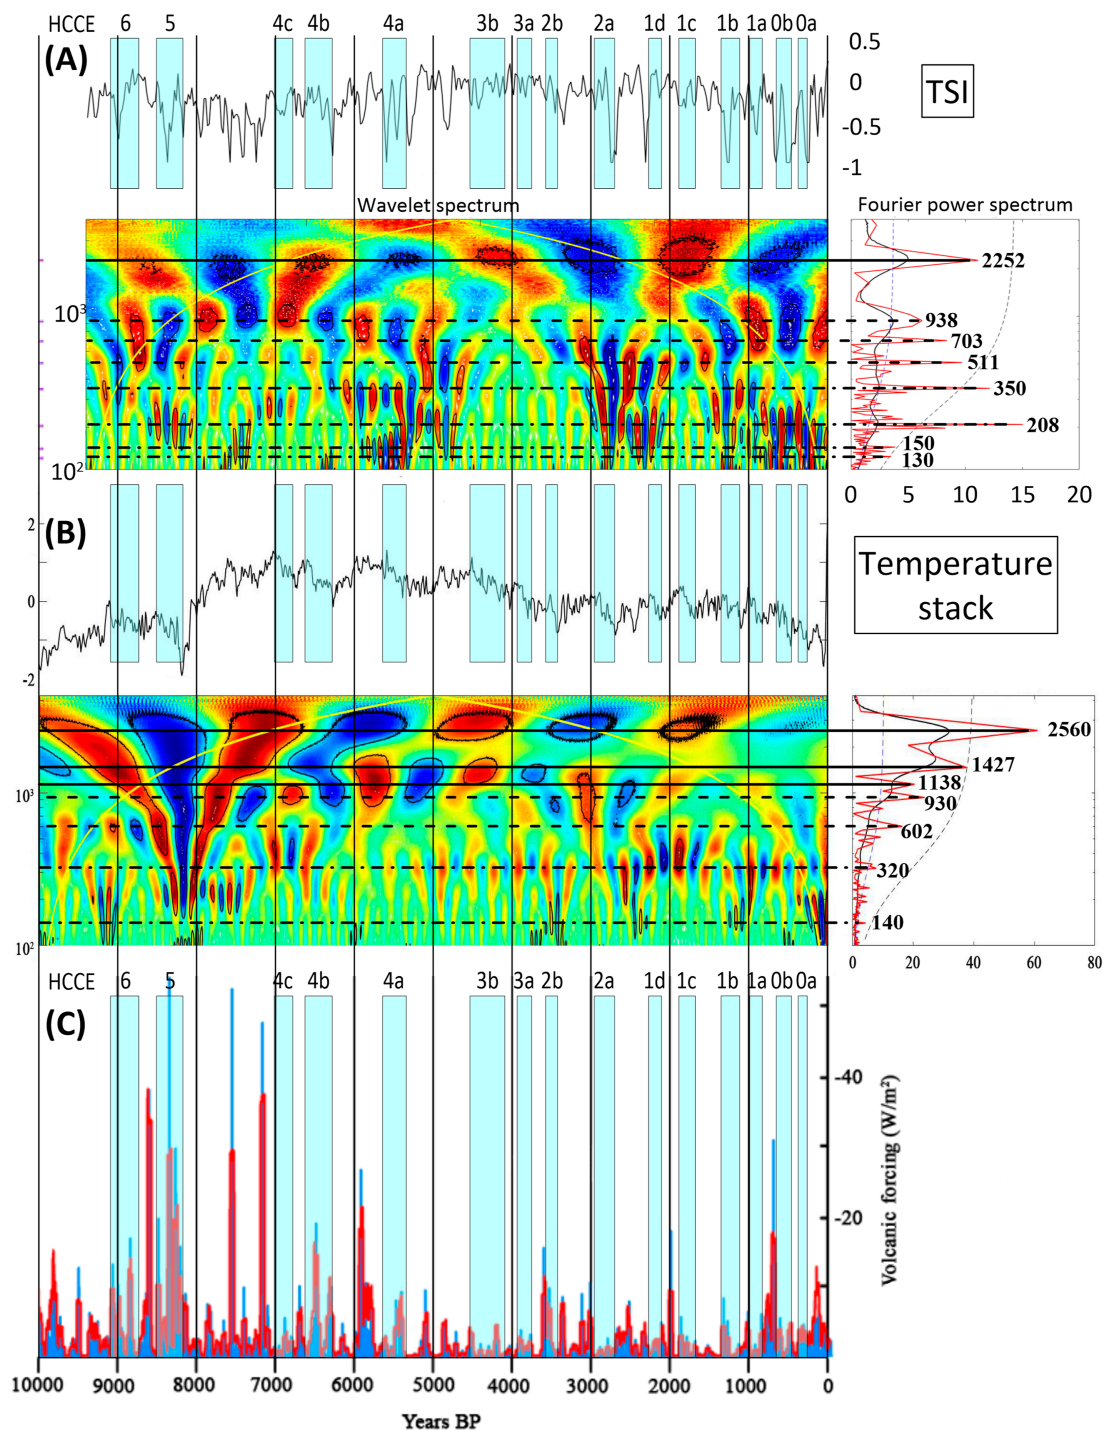 HCCE 6 5 4c 4b 4a 3b 3a 2b 2a 1d 1c 1b 1a 0b 0a
(A)
0.5
0
-0.5
-1
TSI
Wavelet spectrum
Fourier power spectrum
10³
10²
2252
938
703
511
350
208
150
130
0 5 10 15 20
(B)
2
0
-2
Temperature
stack
10³
10²
2560
1427
1138
930
602
320
140
0 20 40 60 80
HCCE 6 5 4c 4b 4a 3b 3a 2b 2a 1d 1c 1b 1a 0b 0a
(C)
-40
-20
Volcanic forcing (W/m²)
10000 9000 8000 7000 6000 5000 4000 3000 2000 1000 0
Years BP